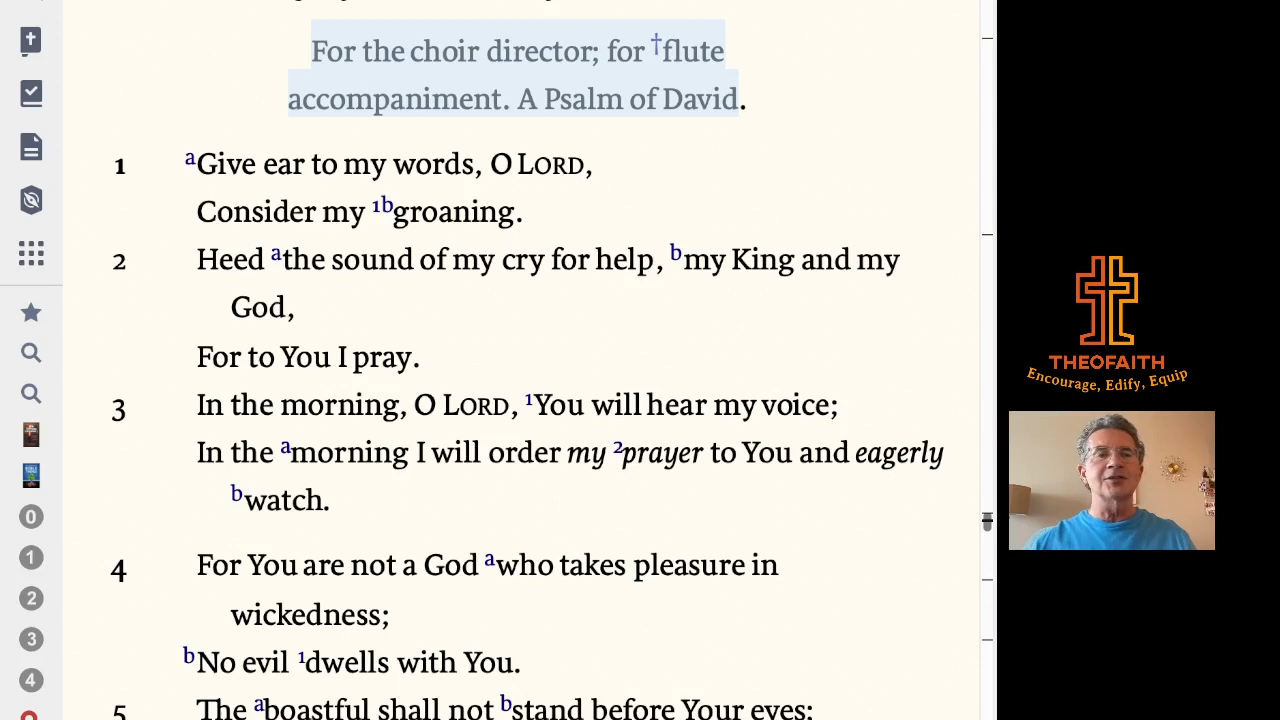 For the choir director; for †flute
accompaniment. A Psalm of David.
1 aGive ear to my words, O LORD,
Consider my 1bgroaning.
2 Heed athe sound of my cry for help, bmy King and my
God,
For to You I pray.
3 In the morning, O LORD, 1You will hear my voice;
In the amorning I will order my 2prayer to You and eagerly
bwatch.
4 For You are not a God awho takes pleasure in
wickedness;
bNo evil 1dwells with You.
5 The aboastful shall not bstand before Your eyes;
0
1
2
3
4
THEOFAITH
Encourage, Edify, Equip